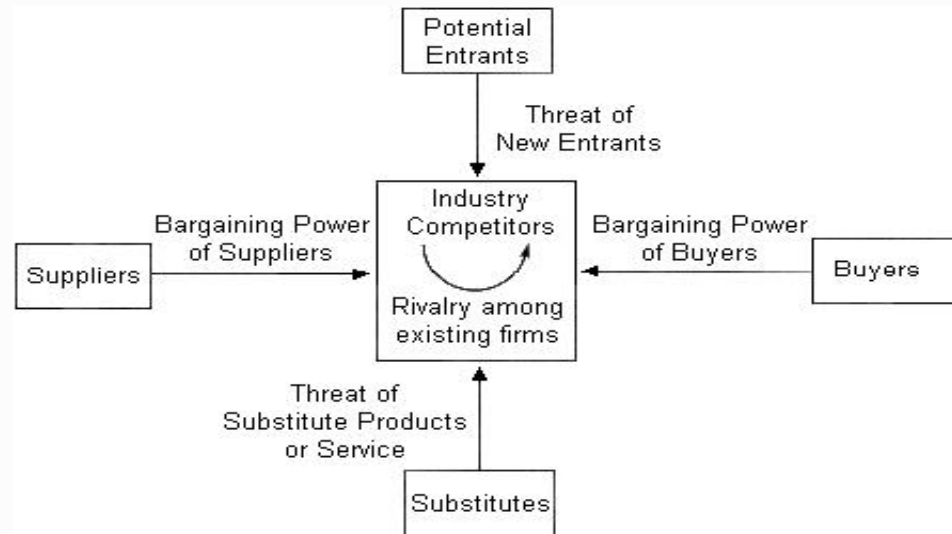 Potential
Entrants
Threat of
New Entrants
Industry
Competitors
Bargaining Power
of Suppliers
Bargaining Power
of Buyers
Suppliers
Buyers
Rivalry among
existing firms
Threat of
Substitute Products
or Service
Substitutes